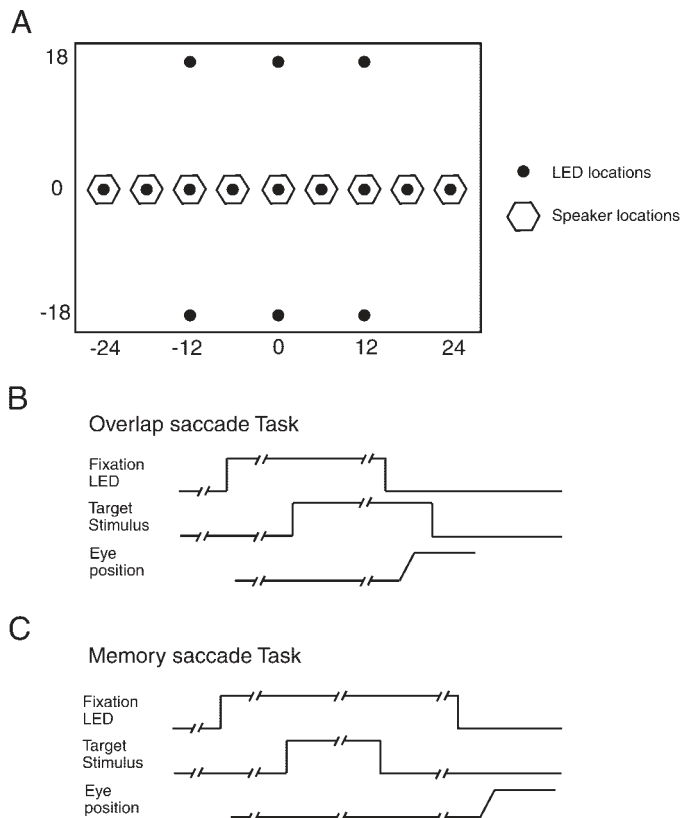 A
18
0
-18
-24 -12 0 12 24
LED locations
Speaker locations
B
Overlap saccade Task
Fixation
LED
Target
Stimulus
Eye
position
C
Memory saccade Task
Fixation
LED
Target
Stimulus
Eye
position